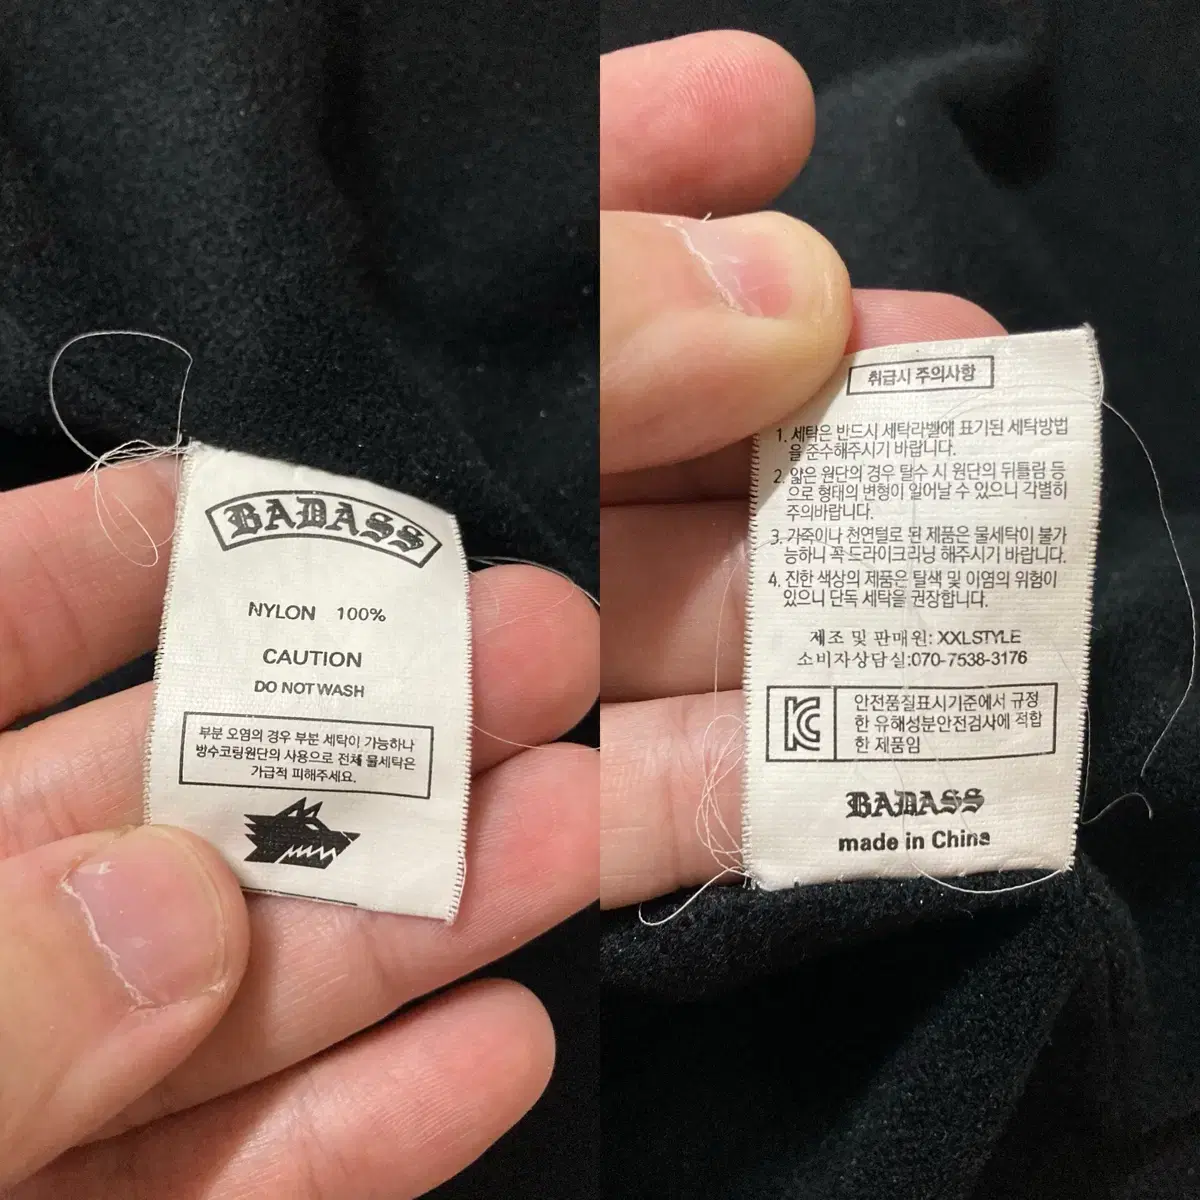 BADASS
NYLON 100%
CAUTION
DO NOT WASH
부분 오염의 경우 부분 세탁이 가능하나
방수코팅원단의 사용으로 전체 물세탁은
가급적 피해주세요.
취급시 주의사항
1. 세탁은 반드시 세탁라벨에 표기된 세탁방법
을 준수해주시기 바랍니다.
2. 얇은 원단의 경우 탈수 시 원단의 뒤틀림 등
으로 형태의 변형이 일어날 수 있으니 각별히
주의바랍니다.
3. 가죽이나 천연털로 된 제품은 물세탁이 불가
능하니 꼭 드라이크리닝 해주시기 바랍니다.
4. 진한 색상의 제품은 탈색 및 이염의 위험이
있으니 단독 세탁을 권장합니다.
제조 및 판매원: XXLSTYLE
소비자상담실:070-7538-3176
KC
안전품질표시기준에서 규정
한 유해성분안전검사에 적합
한 제품임
BADASS
made in China